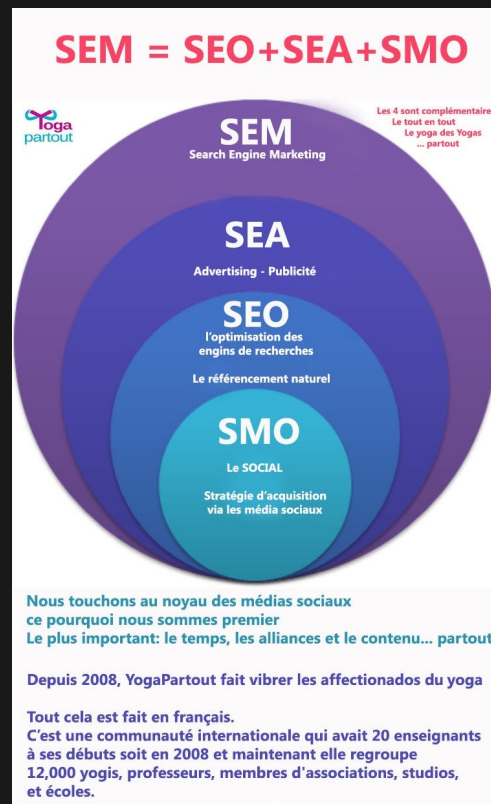 SEM = SEO+SEA+SMO
Yoga
partout
Les 4 sont complémentaire
Le tout en tout
Le yoga des Yogas
... partout
SEM
Search Engine Marketing
SEA
Advertising - Publicité
SEO
l'optimisation des
engins de recherches
Le référencement naturel
SMO
Le SOCIAL
Stratégie d'acquisition
via les média sociaux
Nous touchons au noyau des médias sociaux
ce pourquoi nous sommes premier
Le plus important: le temps, les alliances et le contenu... partout
Depuis 2008, YogaPartout fait vibrer les affectionados du yoga
Tout cela est fait en français.
C'est une communauté internationale qui avait 20 enseignants
à ses débuts soit en 2008 et maintenant elle regroupe
12,000 yogis, professeurs, membres d'associations, studios,
et écoles.